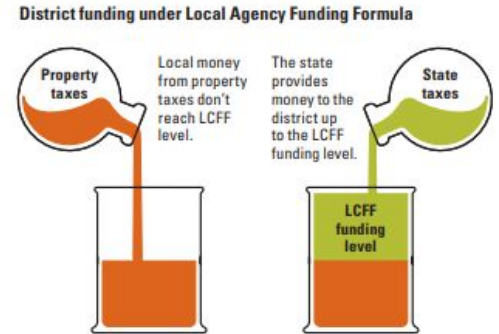 District funding under Local Agency Funding Formula
Property
taxes
Local money
from property
taxes don't
reach LCFF
level.
The state
provides
money to the
district up
to the LCFF
funding level.
State
taxes
LCFF
funding
level